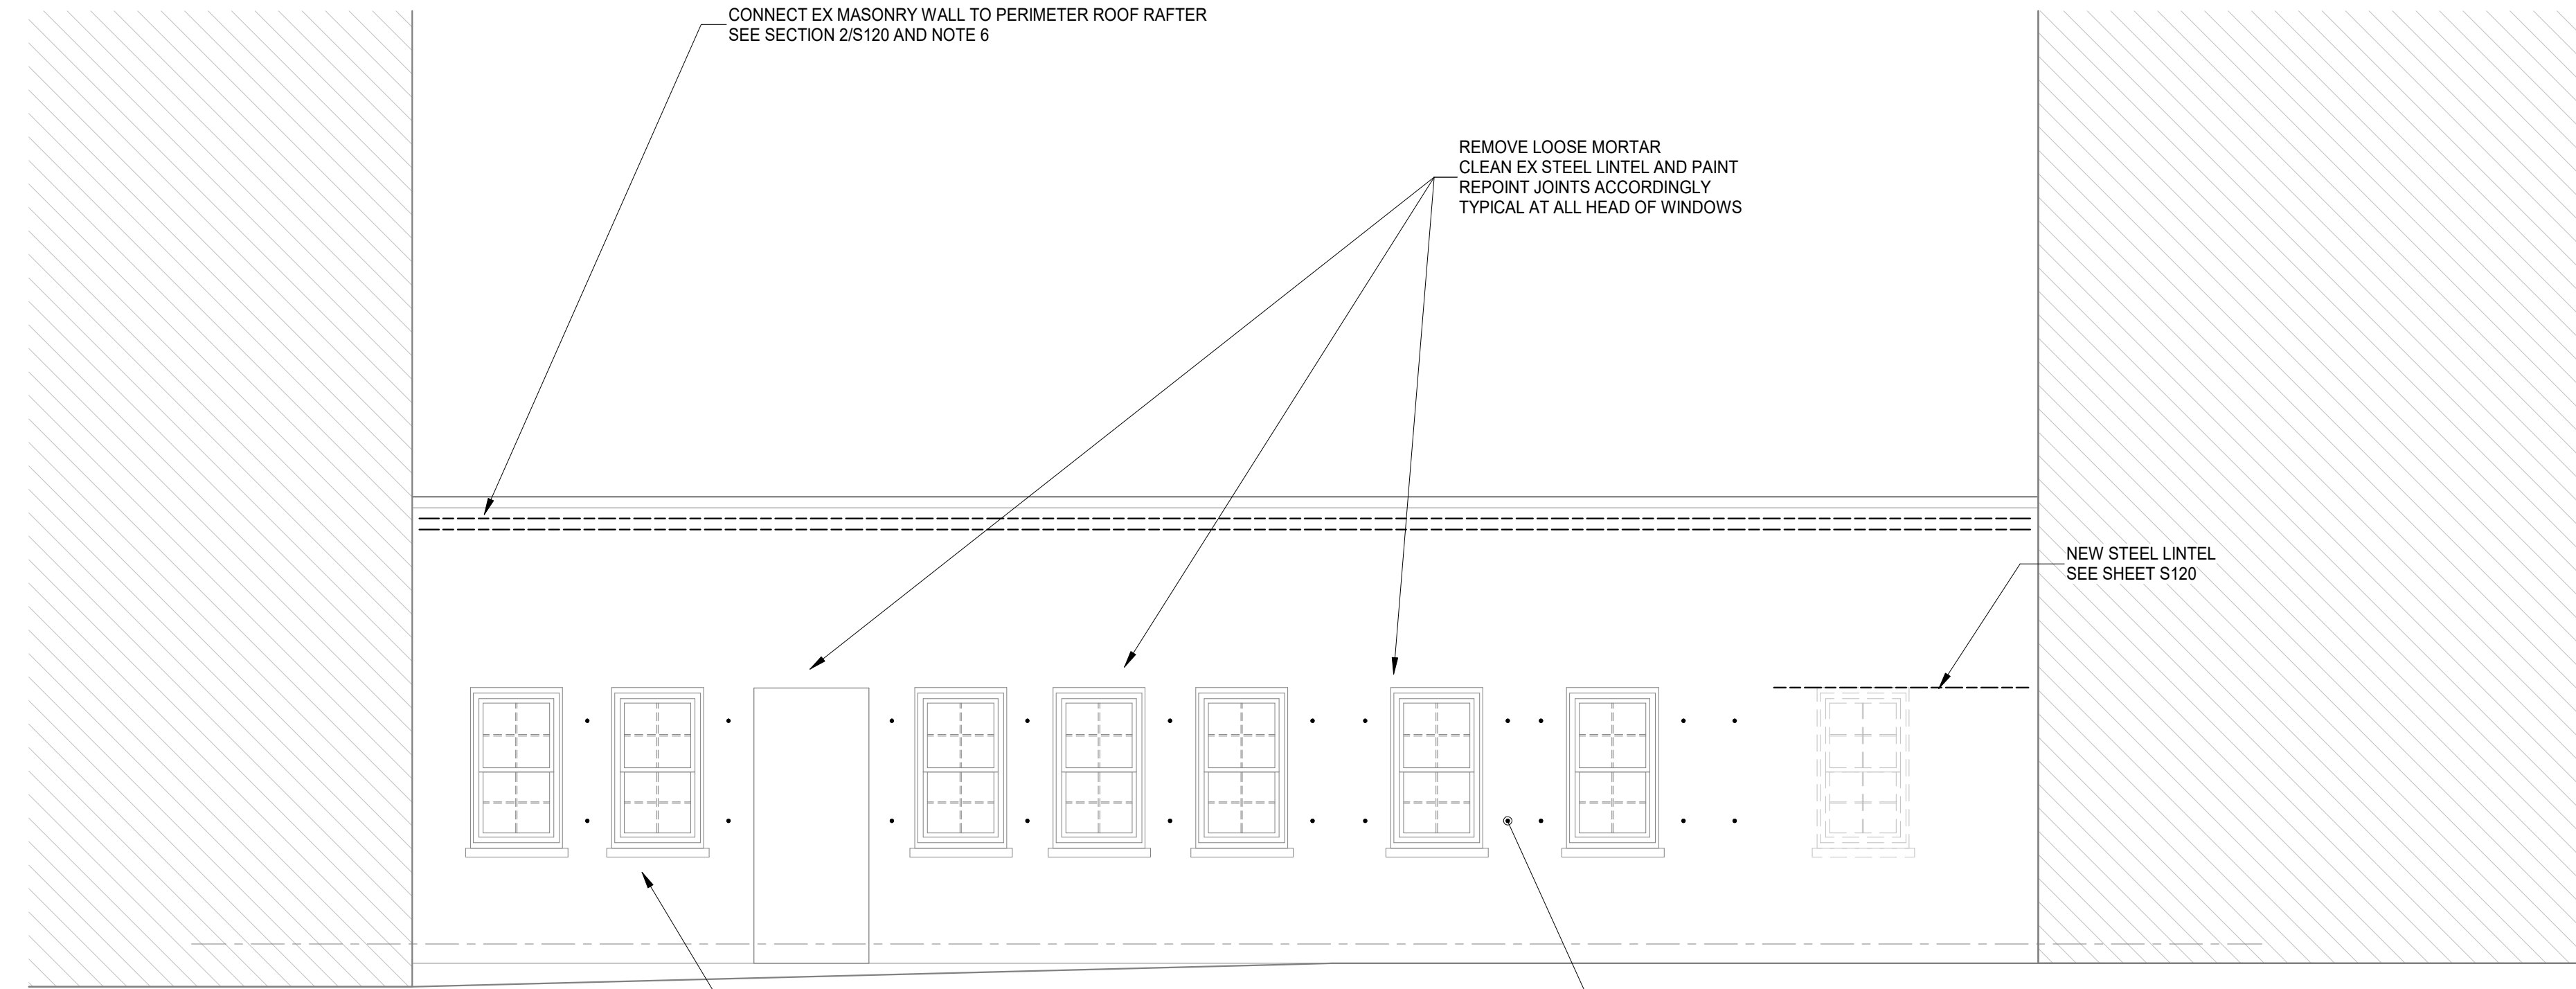 CONNECT EX MASONRY WALL TO PERIMETER ROOF RAFTER
SEE SECTION 2/S120 AND NOTE 6
REMOVE LOOSE MORTAR
CLEAN EX STEEL LINTEL AND PAINT
REPOINT JOINTS ACCORDINGLY
TYPICAL AT ALL HEAD OF WINDOWS
NEW STEEL LINTEL
SEE SHEET S120